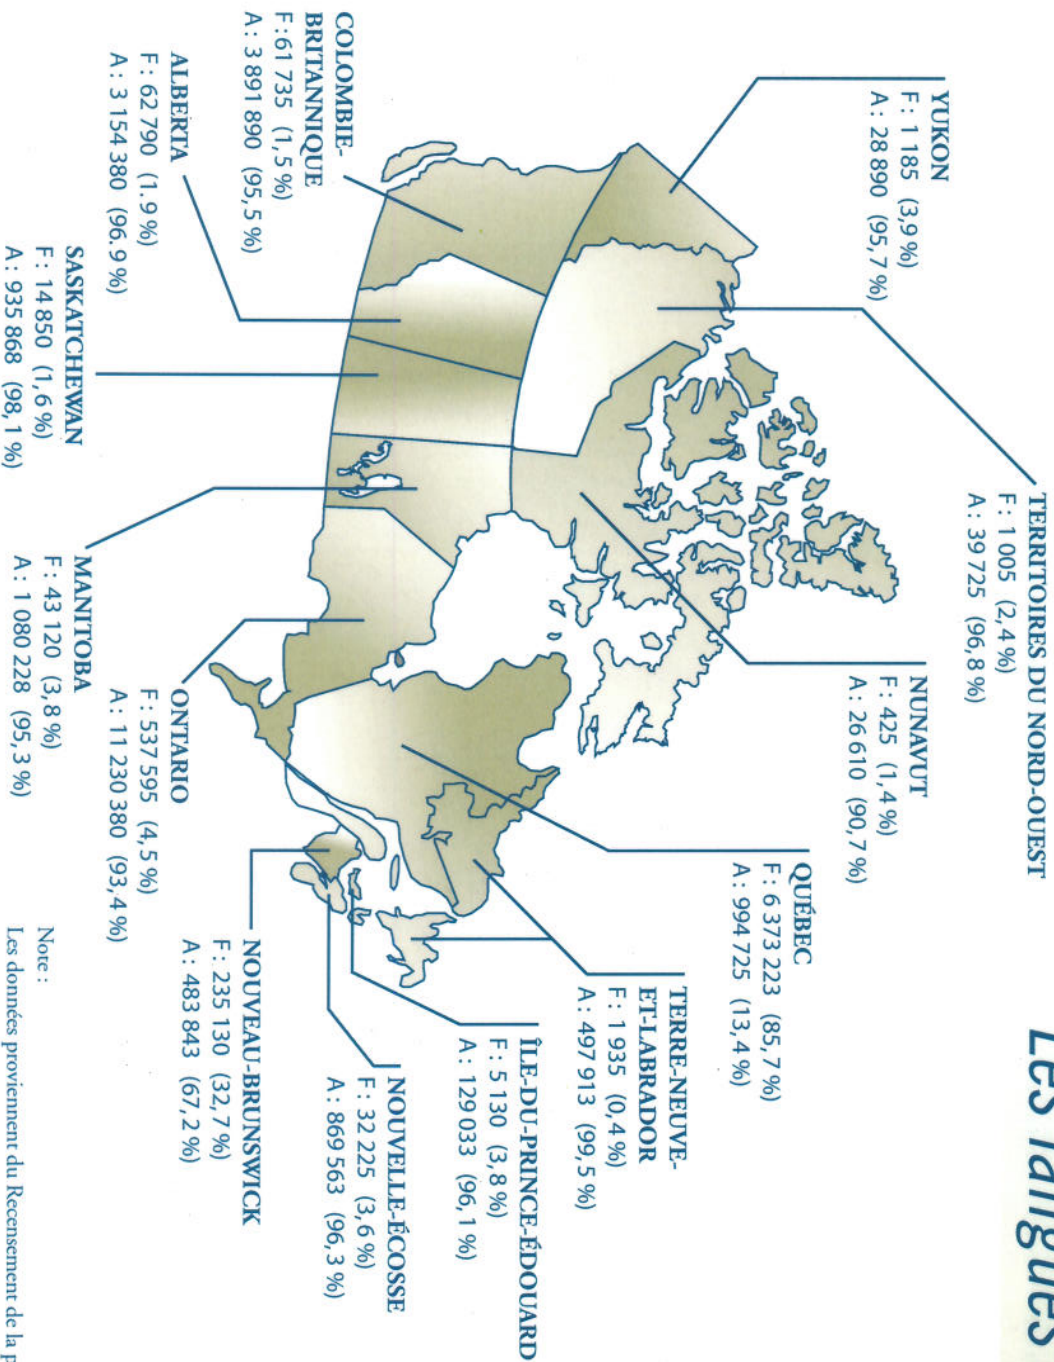 Les langues
YUKON
F : 1 185 (3,9 %)
A : 28 890 (95,7 %)
TERRITOIRES DU NORD-OUEST
F : 1 005 (2,4 %)
A : 39 725 (96,8 %)
NUNAVUT
F : 425 (1,4 %)
A : 26 610 (90,7 %)
QUÉBEC
F : 6 373 223 (85,7 %)
A : 994 725 (13,4 %)
TERRE-NEUVE-
ET-LABRADOR
F : 1 935 (0,4 %)
A : 497 913 (99,5 %)
ÎLE-DU-PRINCE-ÉDOUARD
F : 5 130 (3,8 %)
A : 129 033 (96,1 %)
NOUVELLE-ÉCOSSE
F : 32 225 (3,6 %)
A : 869 563 (96,3 %)
NOUVEAU-BRUNSWICK
F : 235 130 (32,7 %)
A : 483 843 (67,2 %)
COLOMBIE-
BRITANNIQUE
F : 61 735 (1,5 %)
A : 3 891 890 (95,5 %)
ALBERTA
F : 62 790 (1.9 %)
A : 3 154 380 (96.9 %)
SASKATCHEWAN
F : 14 850 (1,6 %)
A : 935 868 (98,1 %)
MANITOBA
F : 43 120 (3,8 %)
A : 1 080 228 (95,3 %)
ONTARIO
F : 537 595 (4,5 %)
A : 11 230 380 (93,4 %)
Note :
Les données proviennent du Recensement de la